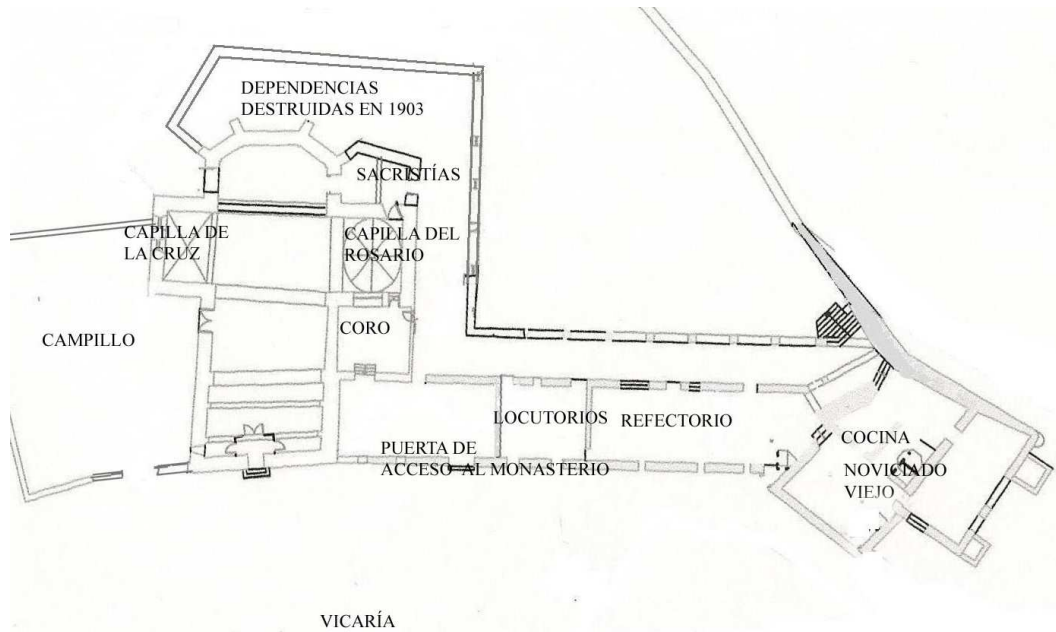 DEPENDENCIAS
DESTRUIDAS EN 1903
SACRISTÍAS
CAPILLA DE
LA CRUZ
CAPILLA DEL
ROSARIO
CAMPILLO
CORO
LOCUTORIOS
REFECTORIO
PUERTA DE
ACCESO AL MONASTERIO
COCINA
NOVICIADO
VIEJO
VICARÍA